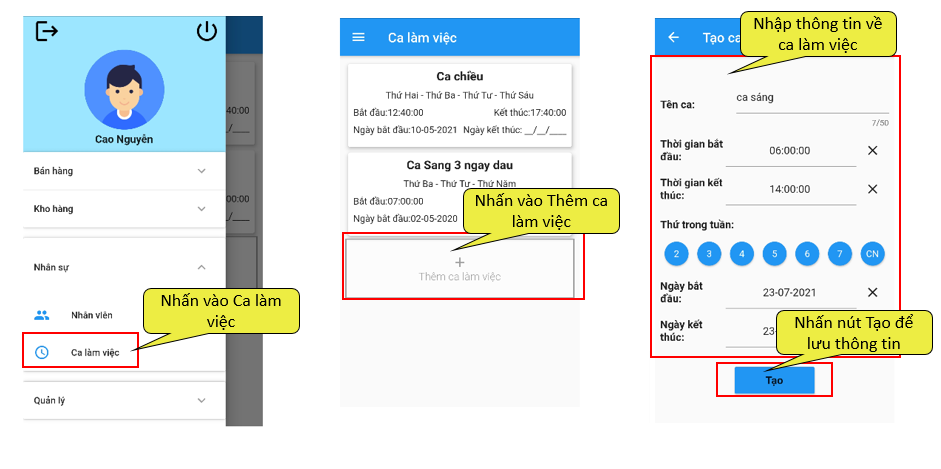 Cao Nguyên
Bán hàng
Kho hàng
Nhân sự
Nhân viên
Ca làm việc
Quản lý
40:00
_/__
00:00
_/__
Nhấn vào Ca làm
việc
Ca làm việc
Ca chiều
Thứ Hai - Thứ Ba - Thứ Tư - Thứ Sáu
Bắt đầu:12:40:00 Kết thúc:17:40:00
Ngày bắt đầu:10-05-2021 Ngày kết thúc: __/__/____
Ca Sang 3 ngay dau
Thứ Ba - Thứ Tư - Thứ Năm
Bắt đầu:07:00:00
Ngày bắt đầu:02-05-2020
Nhấn vào Thêm ca
làm việc
+
Thêm ca làm việc
Tạo ca
Nhập thông tin về
ca làm việc
Tên ca: ca sáng
7/50
Thời gian bắt
đầu: 06:00:00
Thời gian kết
thúc: 14:00:00
Thứ trong tuần:
2 3 4 5 6 7 CN
Ngày bắt
đầu: 23-07-2021
Ngày kết
thúc: 23-
Nhấn nút Tạo để
lưu thông tin
Tạo